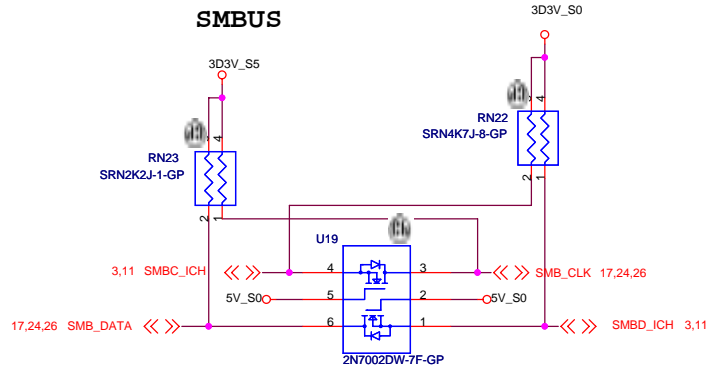 SMBUS
3D3V_S0
3D3V_S5
4
RN22
SRN4K7J-8-GP
4
RN23
SRN2K2J-1-GP
2
1
2
1
U19
3,11 SMBC_ICH
4
3
SMB_CLK 17,24,26
5V_S0
5
2
5V_S0
17,24,26 SMB_DATA
6
1
SMBD_ICH 3,11
2N7002DW-7F-GP